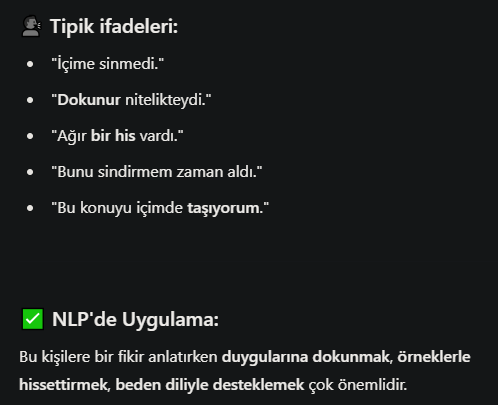 🗣 Tipik ifadeleri:
• "İçime sinmedi."
• "Dokunur nitelikteydi."
• "Ağır bir his vardı."
• "Bunu sindirmem zaman aldı."
• "Bu konuyu içimde taşıyorum."
✅ NLP'de Uygulama:
Bu kişilere bir fikir anlatırken duygularına dokunmak, örneklerle
hissettirmek, beden diliyle desteklemek çok önemlidir.